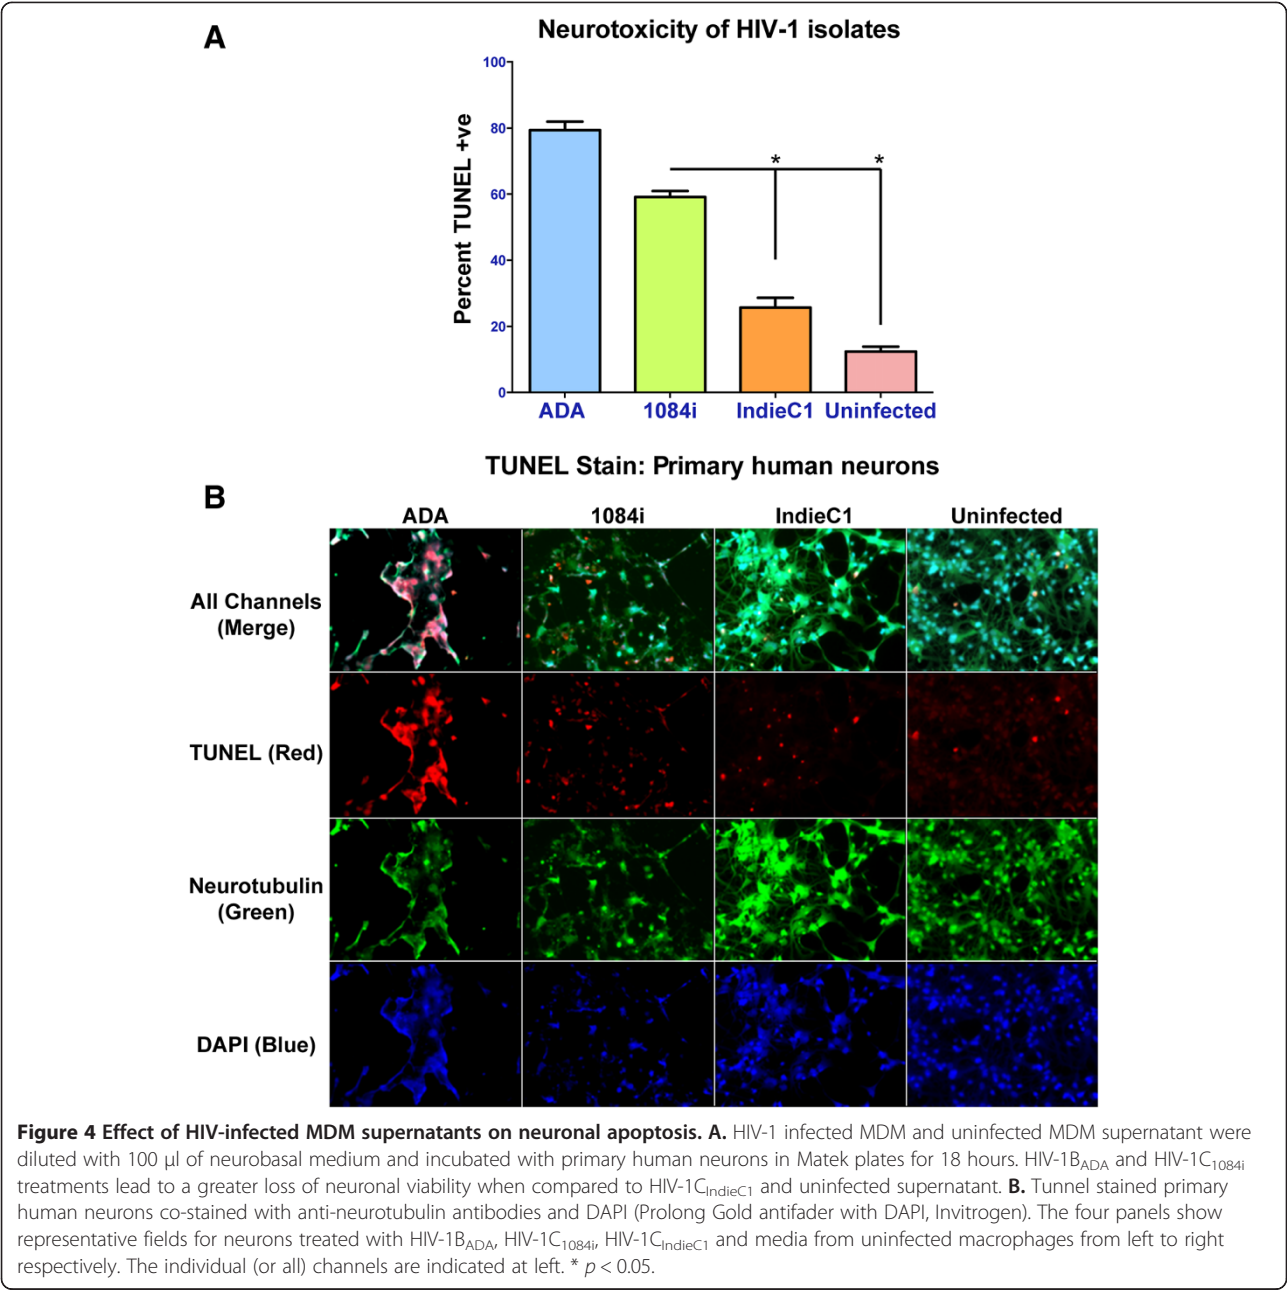 A
Neurotoxicity of HIV-1 isolates
Percent TUNEL +ve
100
80
60
40
20
0
* *
ADA 1084i IndieC1 Uninfected
TUNEL Stain: Primary human neurons
B
ADA 1084i IndieC1 Uninfected
All Channels
(Merge)
TUNEL (Red)
Neurotubulin
(Green)
DAPI (Blue)
Figure 4 Effect of HIV-infected MDM supernatants on neuronal apoptosis. A. HIV-1 infected MDM and uninfected MDM supernatant were
diluted with 100 μl of neurobasal medium and incubated with primary human neurons in Matek plates for 18 hours. HIV-1BADA and HIV-1C1084i
treatments lead to a greater loss of neuronal viability when compared to HIV-1CIndieC1 and uninfected supernatant. B. Tunnel stained primary
human neurons co-stained with anti-neurotubulin antibodies and DAPI (Prolong Gold antifader with DAPI, Invitrogen). The four panels show
representative fields for neurons treated with HIV-1BADA, HIV-1C1084i, HIV-1CIndieC1 and media from uninfected macrophages from left to right
respectively. The individual (or all) channels are indicated at left. * p < 0.05.